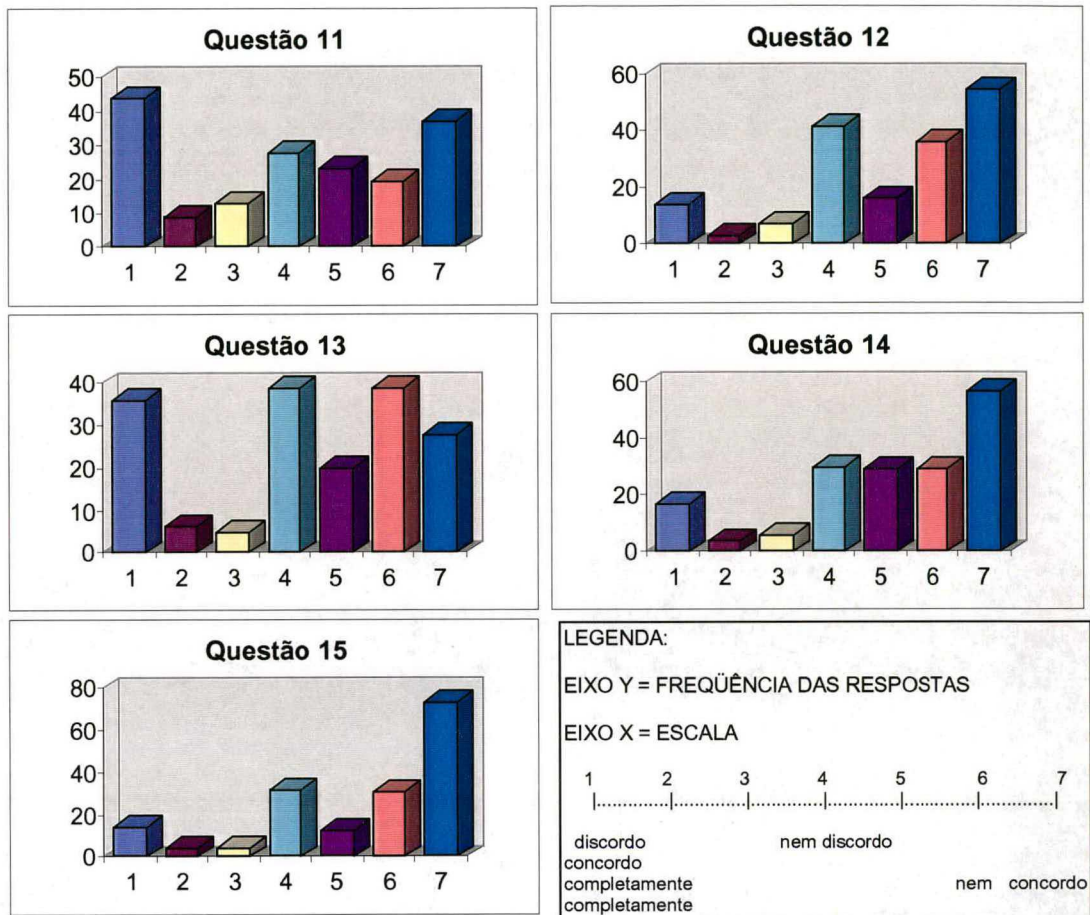 Questão 11
50
40
30
20
10
0
1 2 3 4 5 6 7
Questão 12
60
40
20
0
1 2 3 4 5 6 7
Questão 13
40
30
20
10
0
1 2 3 4 5 6 7
Questão 14
60
40
20
0
1 2 3 4 5 6 7
Questão 15
80
60
40
20
0
1 2 3 4 5 6 7
LEGENDA:
EIXO Y = FREQÜÊNCIA DAS RESPOSTAS
EIXO X = ESCALA
1 2 3 4 5 6 7
discordo nem discordo
concordo
completamente nem concordo
completamente